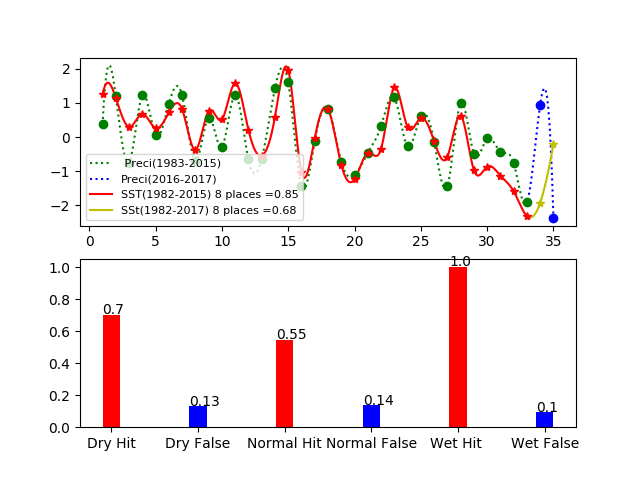 2
1
0
−1
−2
Preci(1983-2015)
Preci(2016-2017)
SST(1982-2015) 8 places =0.85
SSt(1982-2017) 8 places =0.68
0 5 10 15 20 25 30 35
1.0
0.8
0.6
0.4
0.2
0.0
0.7 0.13 0.55 0.14 1.0 0.1
Dry Hit Dry False Normal Hit Normal False Wet Hit Wet False